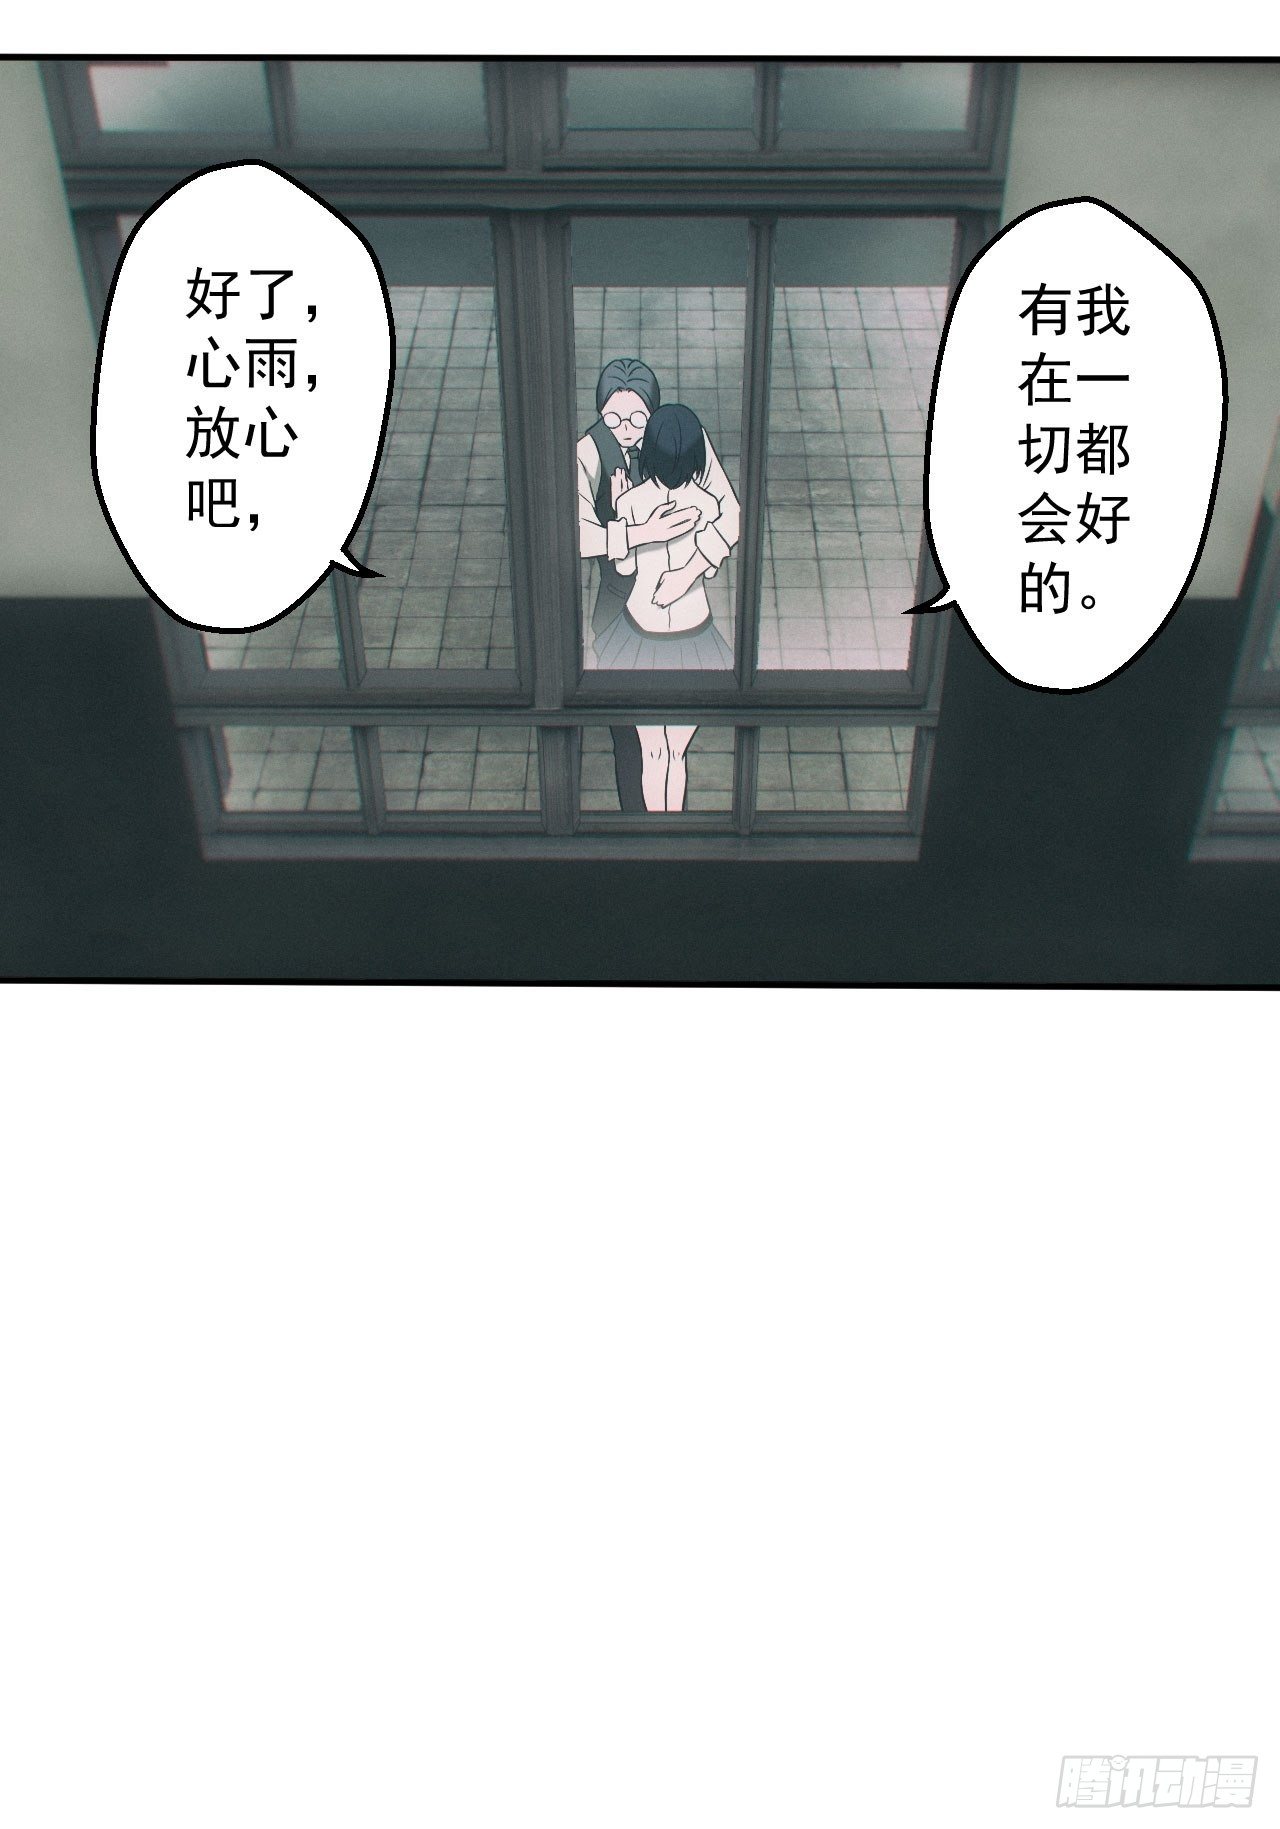 好了，
心雨，
放心
吧，
有我
在一
切都
会好
的。
腾讯动漫